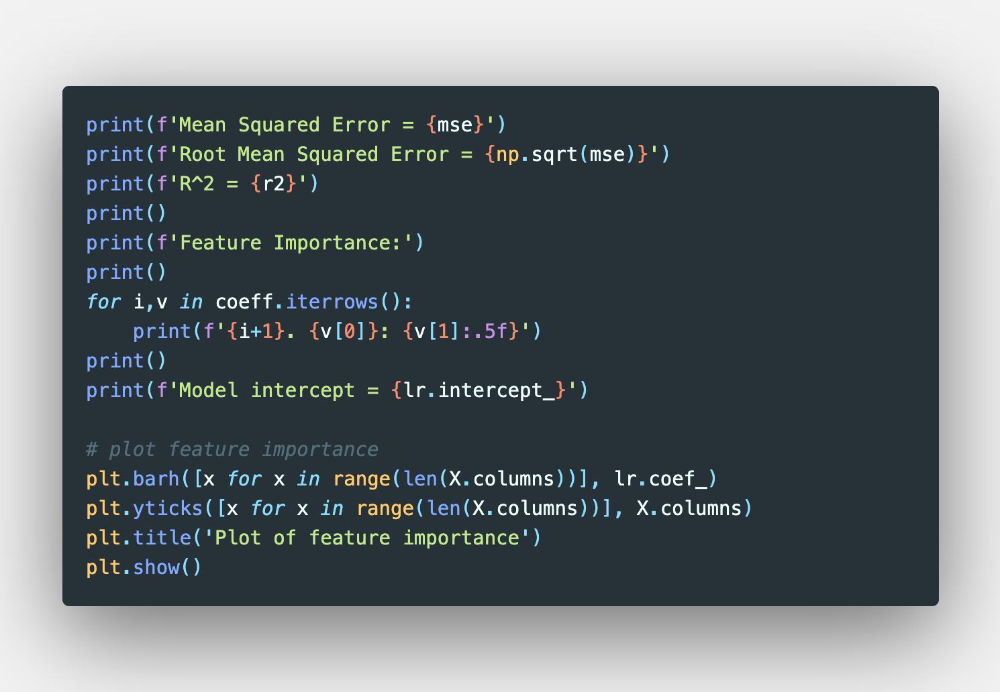 print(f'Mean Squared Error = {mse}')
print(f'Root Mean Squared Error = {np.sqrt(mse)}')
print(f'R^2 = {r2}')
print()
print(f'Feature Importance:')
print()
for i,v in coeff.iterrows():
    print(f'{i+1}. {v[0]}: {v[1]:.5f}')
print()
print(f'Model intercept = {lr.intercept_}')

# plot feature importance
plt.barh([x for x in range(len(X.columns))], lr.coef_)
plt.yticks([x for x in range(len(X.columns))], X.columns)
plt.title('Plot of feature importance')
plt.show()